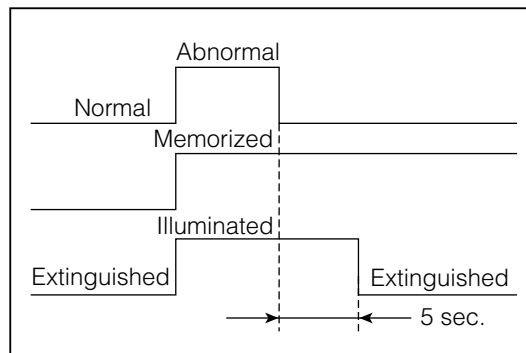 Abnormal
Normal
Memorized
Illuminated
Extinguished
Extinguished
5 sec.